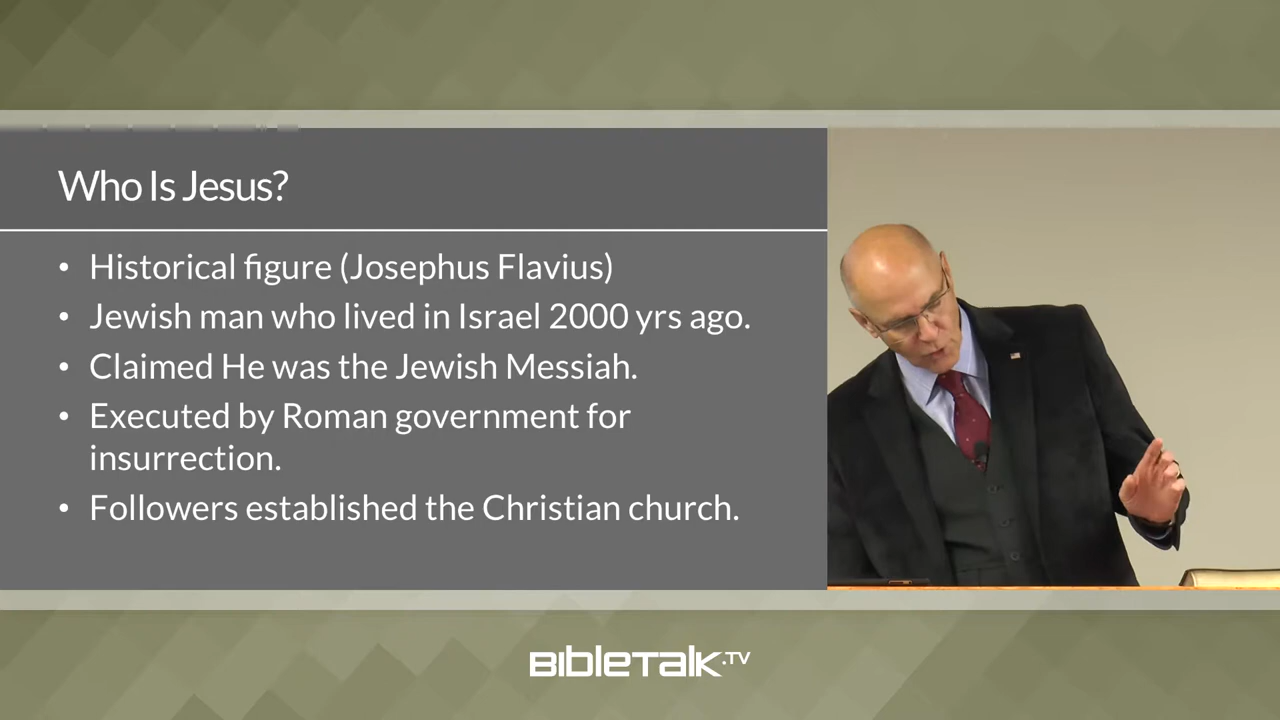 Who Is Jesus?
• Historical figure (Josephus Flavius)
• Jewish man who lived in Israel 2000 yrs ago.
• Claimed He was the Jewish Messiah.
• Executed by Roman government for
insurrection.
• Followers established the Christian church.
BibleTalk.TV